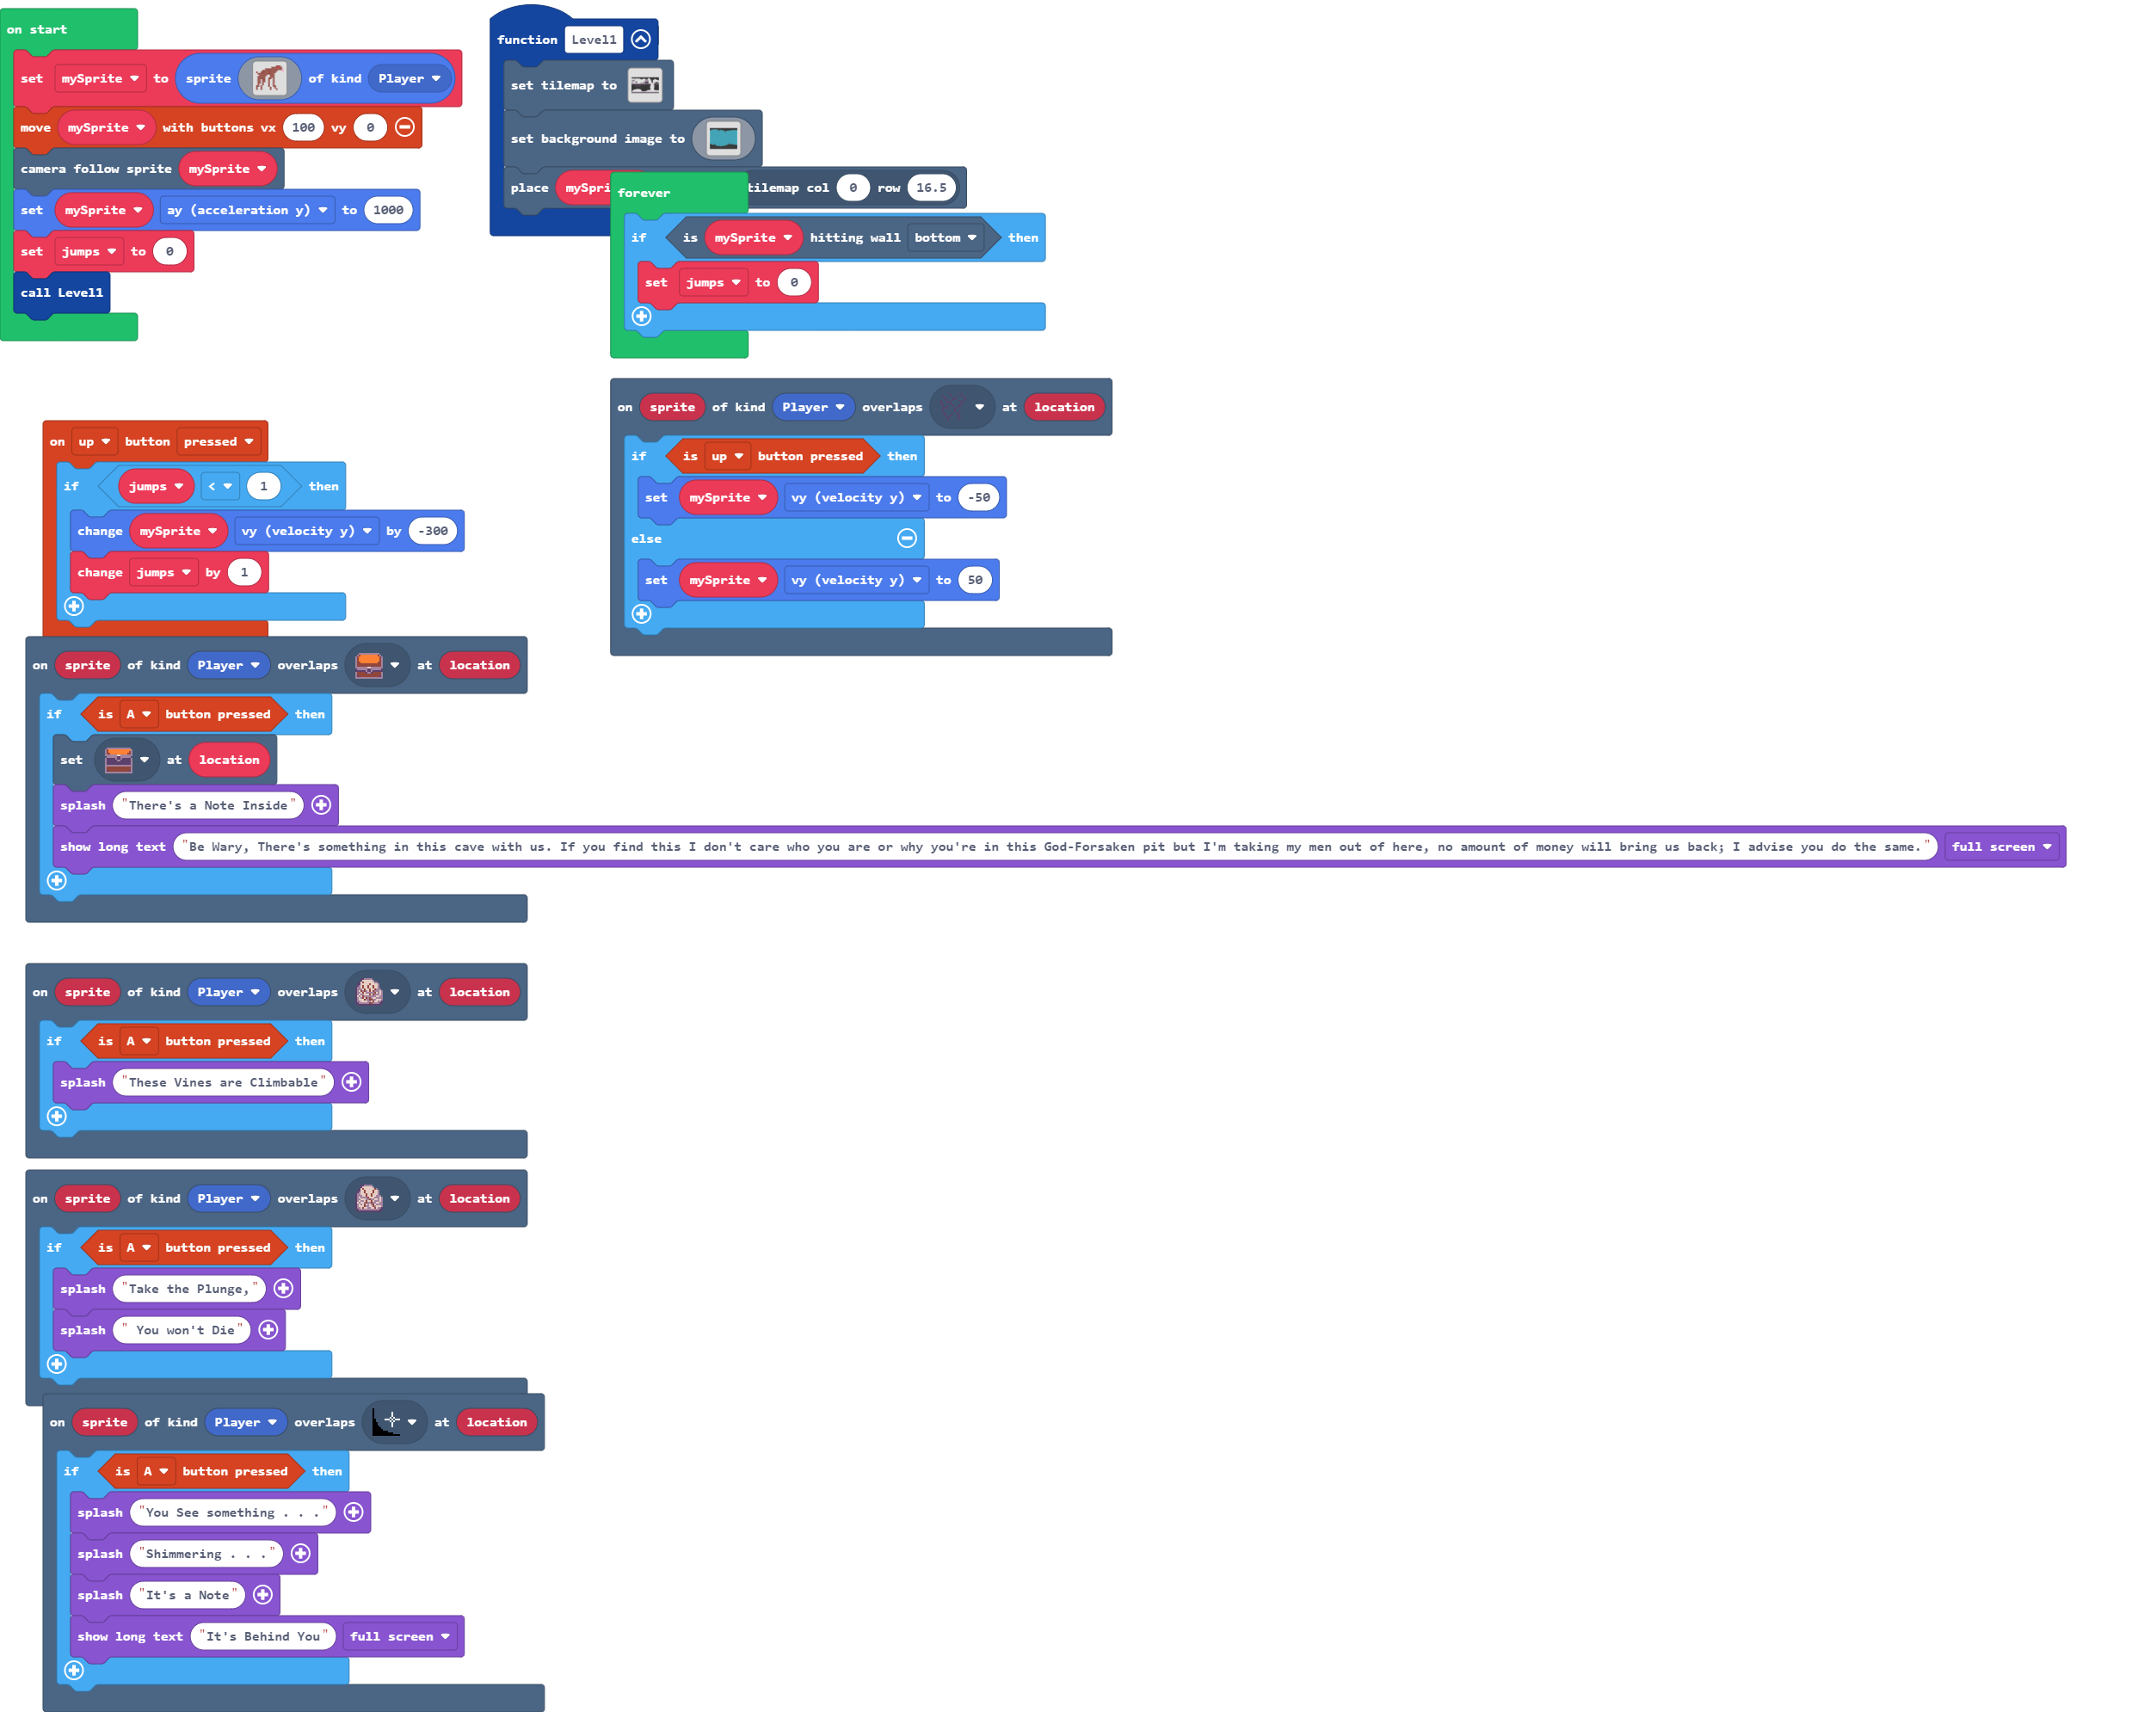 on start
set mySprite to sprite of kind Player
move mySprite with buttons vx 100 vy 0
camera follow sprite mySprite
set mySprite ay (acceleration y) to 1000
set jumps to 0
call Level1
function Level1
set tilemap to
set background image to
place tilemap col 0 row 16.5
forever
if is mySprite hitting wall bottom then
set jumps to 0
on sprite of kind Player overlaps at location
if is up button pressed then
set mySprite vy (velocity y) to -50
else
set mySprite vy (velocity y) to 50
on up button pressed
if jumps < 1 then
change mySprite vy (velocity y) by -300
change jumps by 1
on sprite of kind Player overlaps at location
if is A button pressed then
set at location
splash "There's a Note Inside"
show long text "Be Wary, There's something in this cave with us. If you find this I don't care who you are or why you're in this God-Forsaken pit but I'm taking my men out of here, no amount of money will bring us back; I advise you do the same." full screen
on sprite of kind Player overlaps at location
if is A button pressed then
splash "These Vines are Climbable"
on sprite of kind Player overlaps at location
if is A button pressed then
splash "Take the Plunge,"
splash " You won't Die"
on sprite of kind Player overlaps at location
if is A button pressed then
splash "You See something . . ."
splash "Shimmering . . ."
splash "It's a Note"
show long text "It's Behind You" full screen